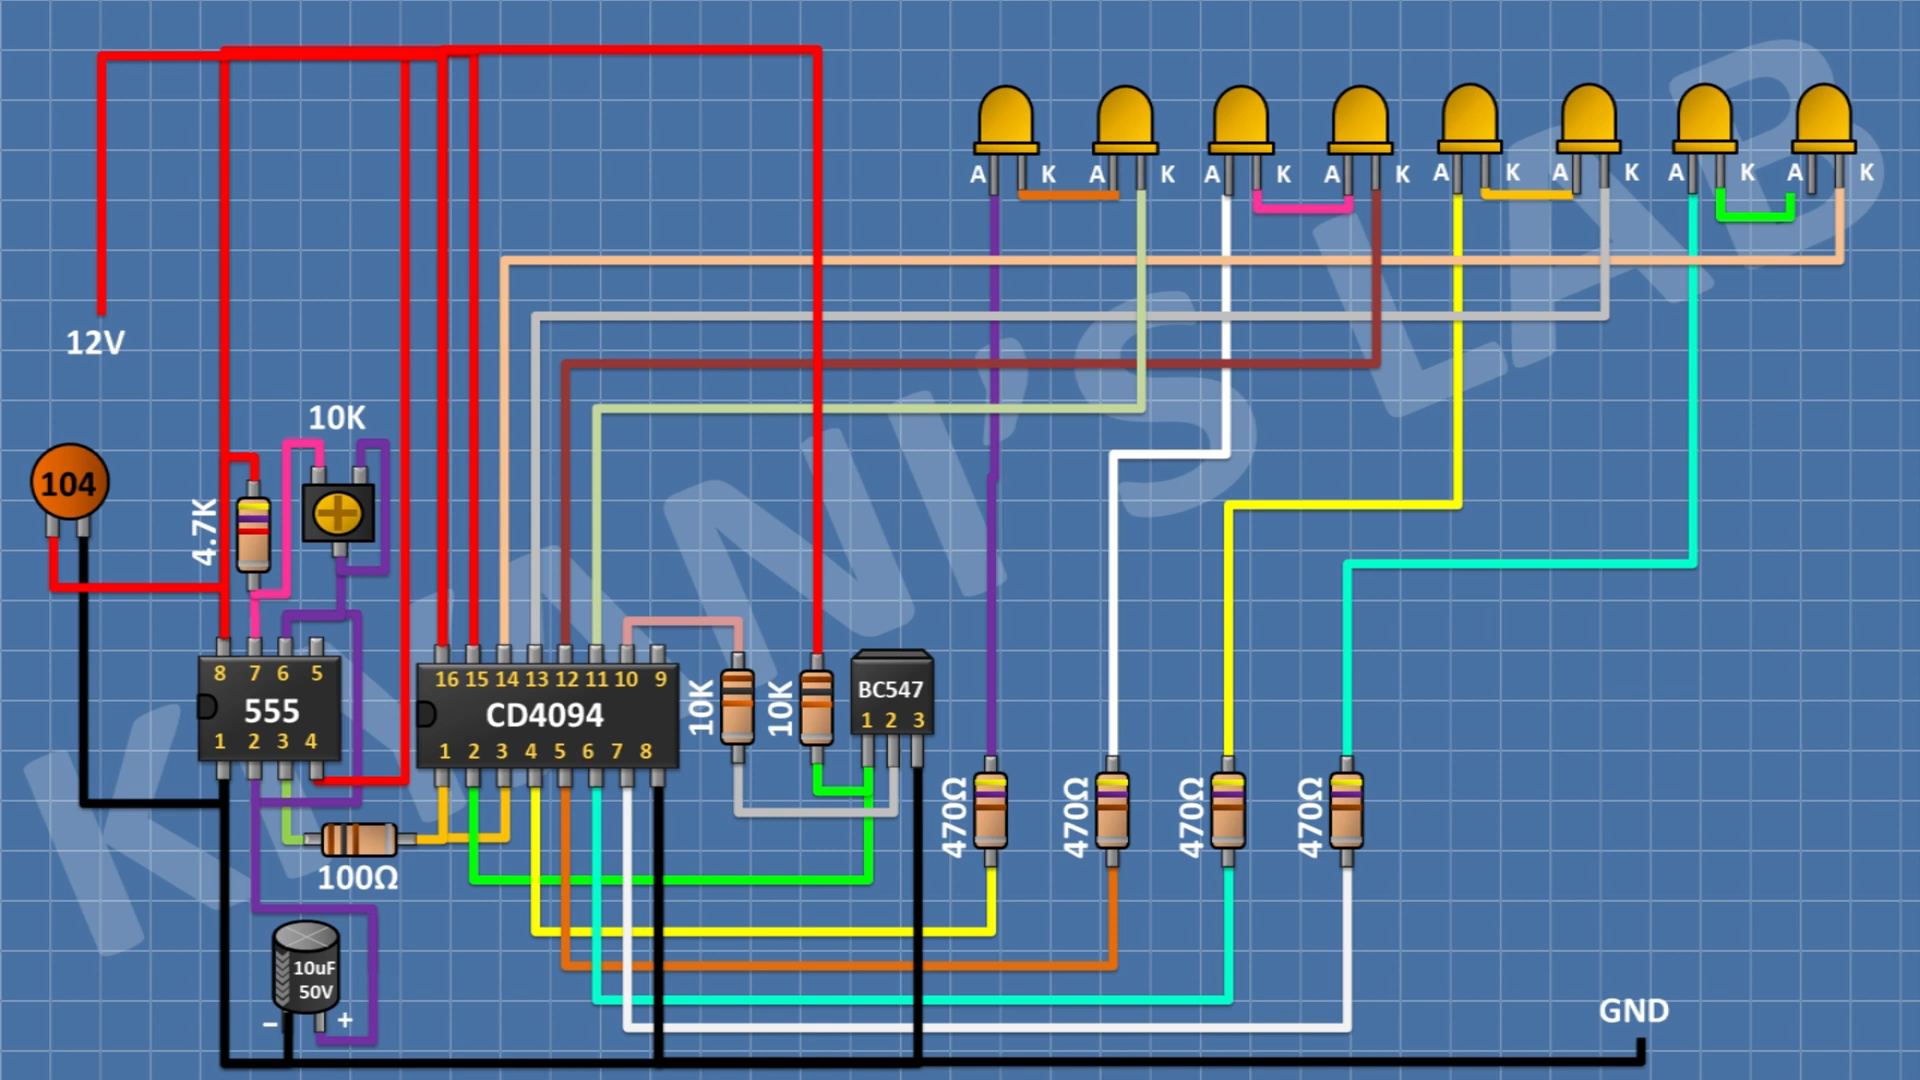 A K A K A K A K A K A K A K A K
12V
10K
104
4.7K
8 7 6 5
555
1 2 3 4
16 15 14 13 12 11 10 9
CD4094
1 2 3 4 5 6 7 8
10K
10K
BC547
1 2 3
470Ω
470Ω
470Ω
470Ω
100Ω
10uF
50V
– +
GND
KIYANI'S LAB